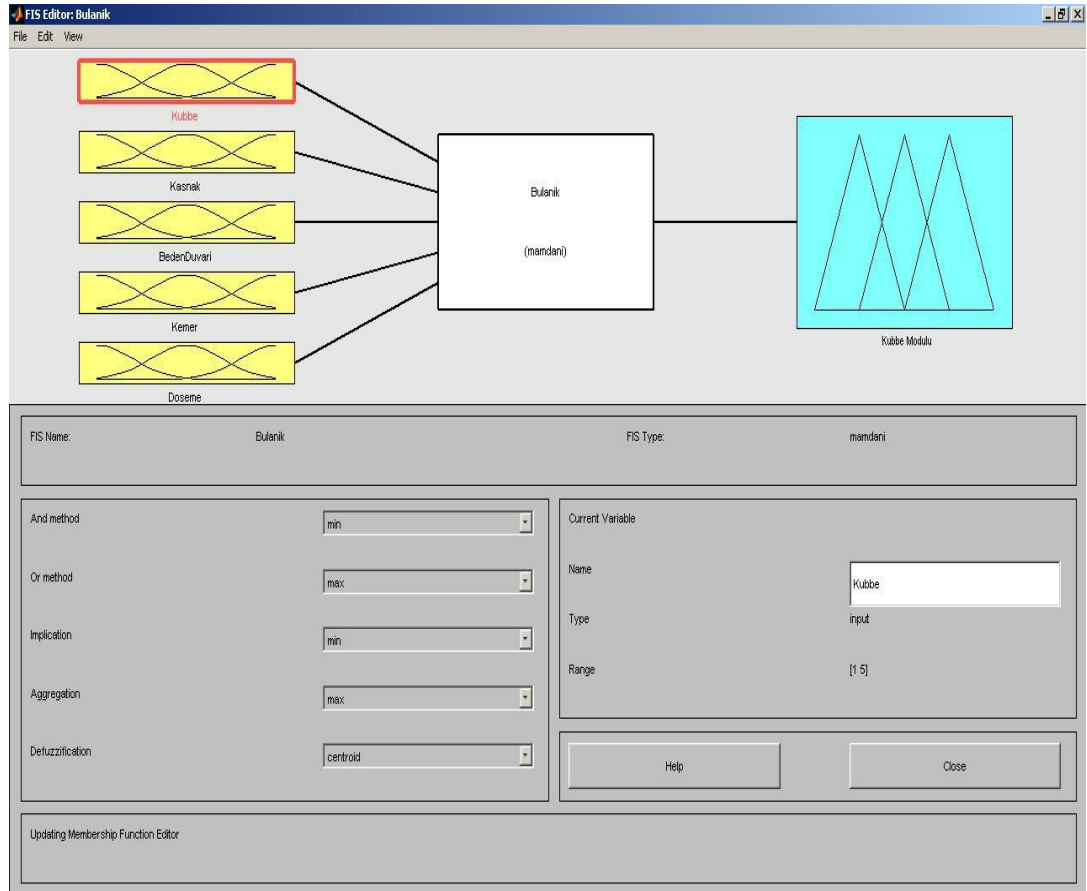 FIS Editor: Bulanik
File Edit View
Kubbe
Kasnak
BedenDuvari
Kemer
Doseme
Bulanik
(mamdani)
Kubbe Modulu
FIS Name: Bulanik FIS Type: mamdani
And method min
Or method max
Implication min
Aggregation max
Defuzzification centroid
Current Variable
Name Kubbe
Type input
Range [1 5]
Help Close
Updating Membership Function Editor